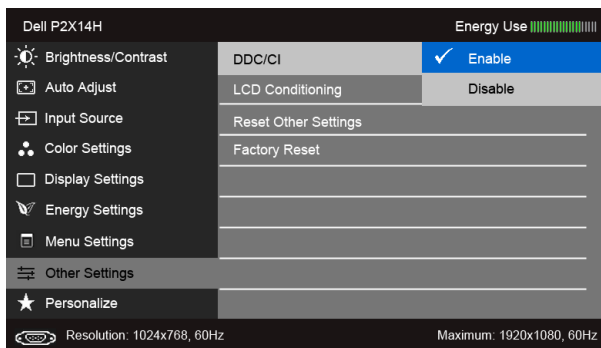 Dell P2X14H Energy Use
Brightness/Contrast DDC/CI Enable
Auto Adjust LCD Conditioning Disable
Input Source Reset Other Settings
Color Settings Factory Reset
Display Settings
Energy Settings
Menu Settings
Other Settings
Personalize
Resolution: 1024x768, 60Hz Maximum: 1920x1080, 60Hz